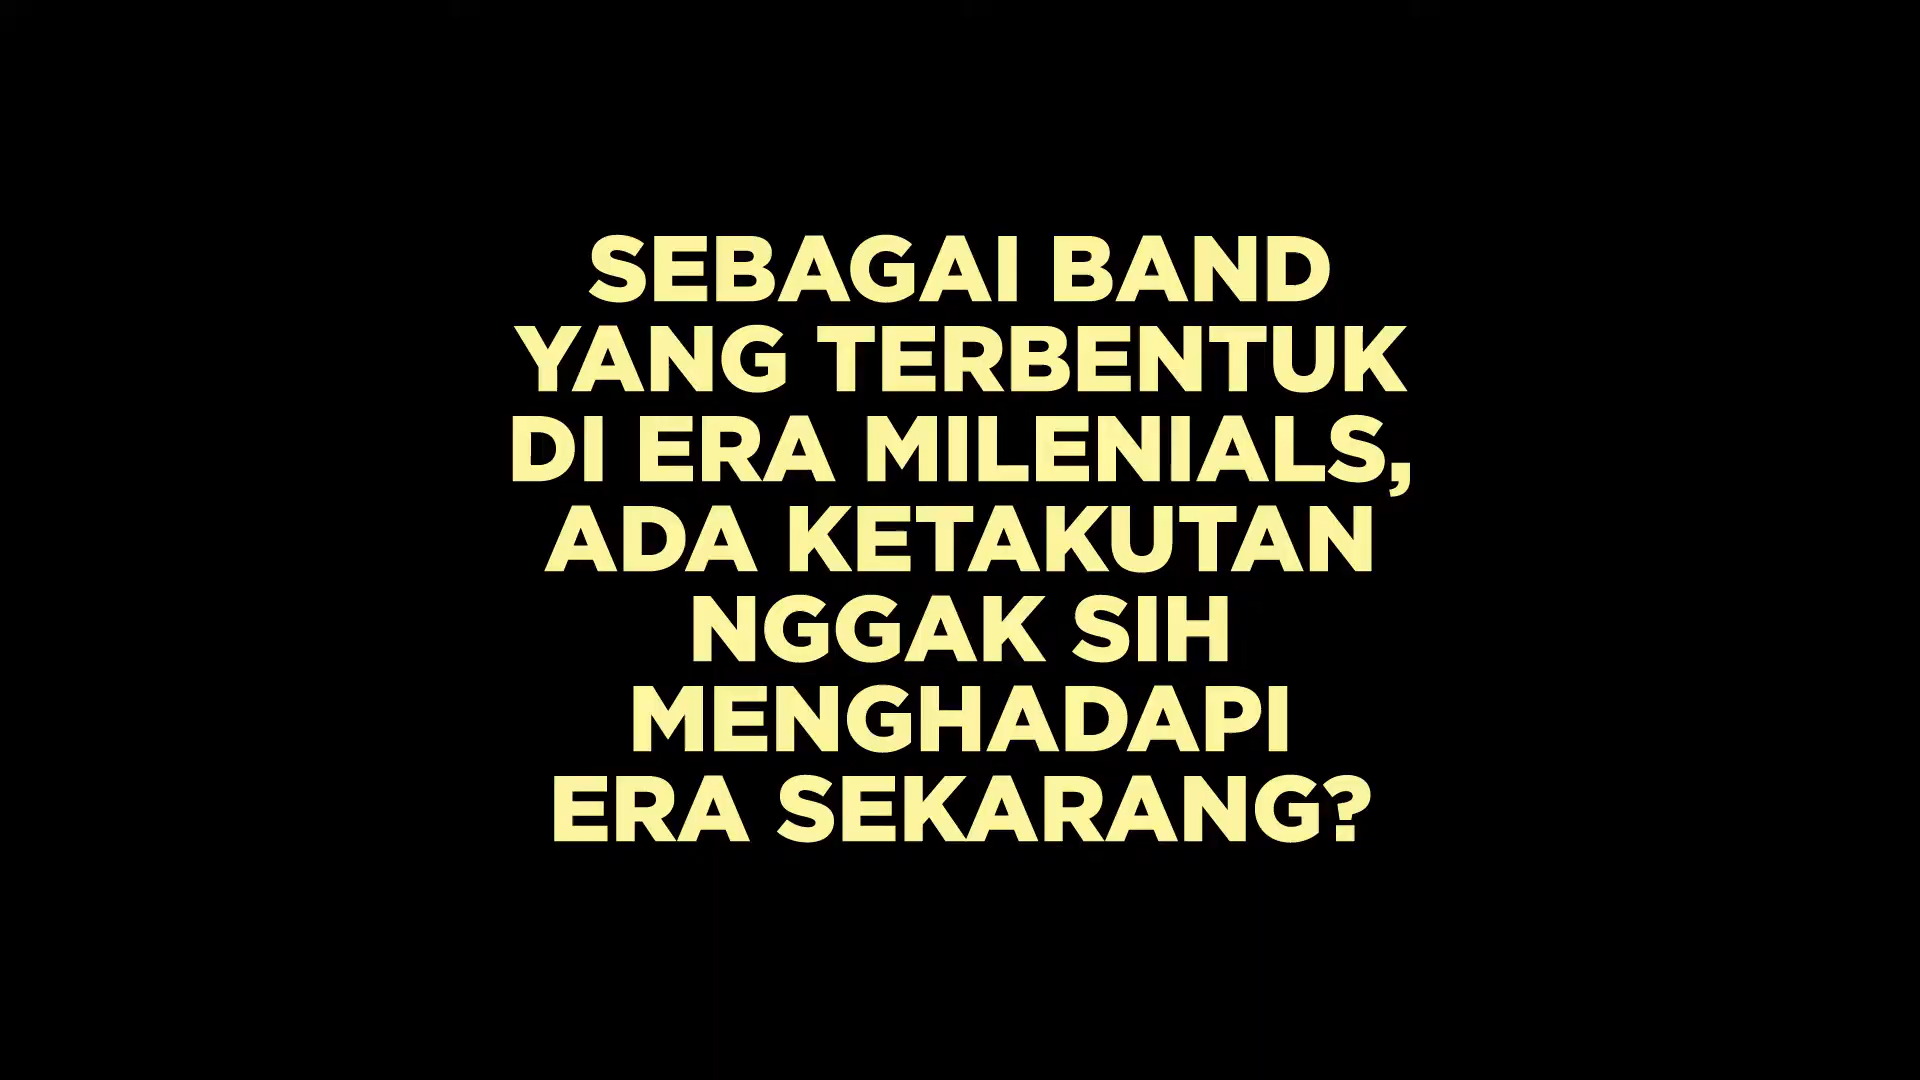 SEBAGAI BAND
YANG TERBENTUK
DI ERA MILENIALS,
ADA KETAKUTAN
NGGAK SIH
MENGHADAPI
ERA SEKARANG?